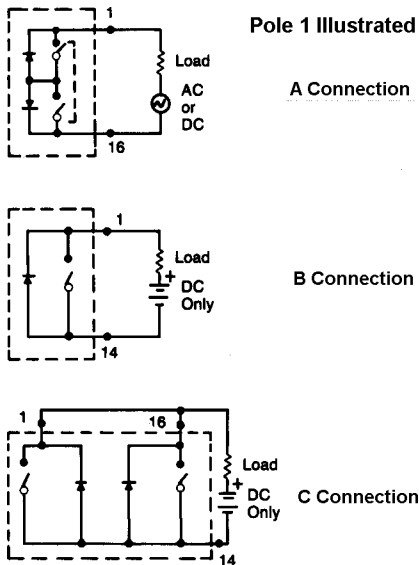 Pole 1 Illustrated
1
Load
AC
or
DC
16
A Connection
1
Load
+
DC
Only
14
B Connection
1
16
Load
+
DC
Only
14
C Connection